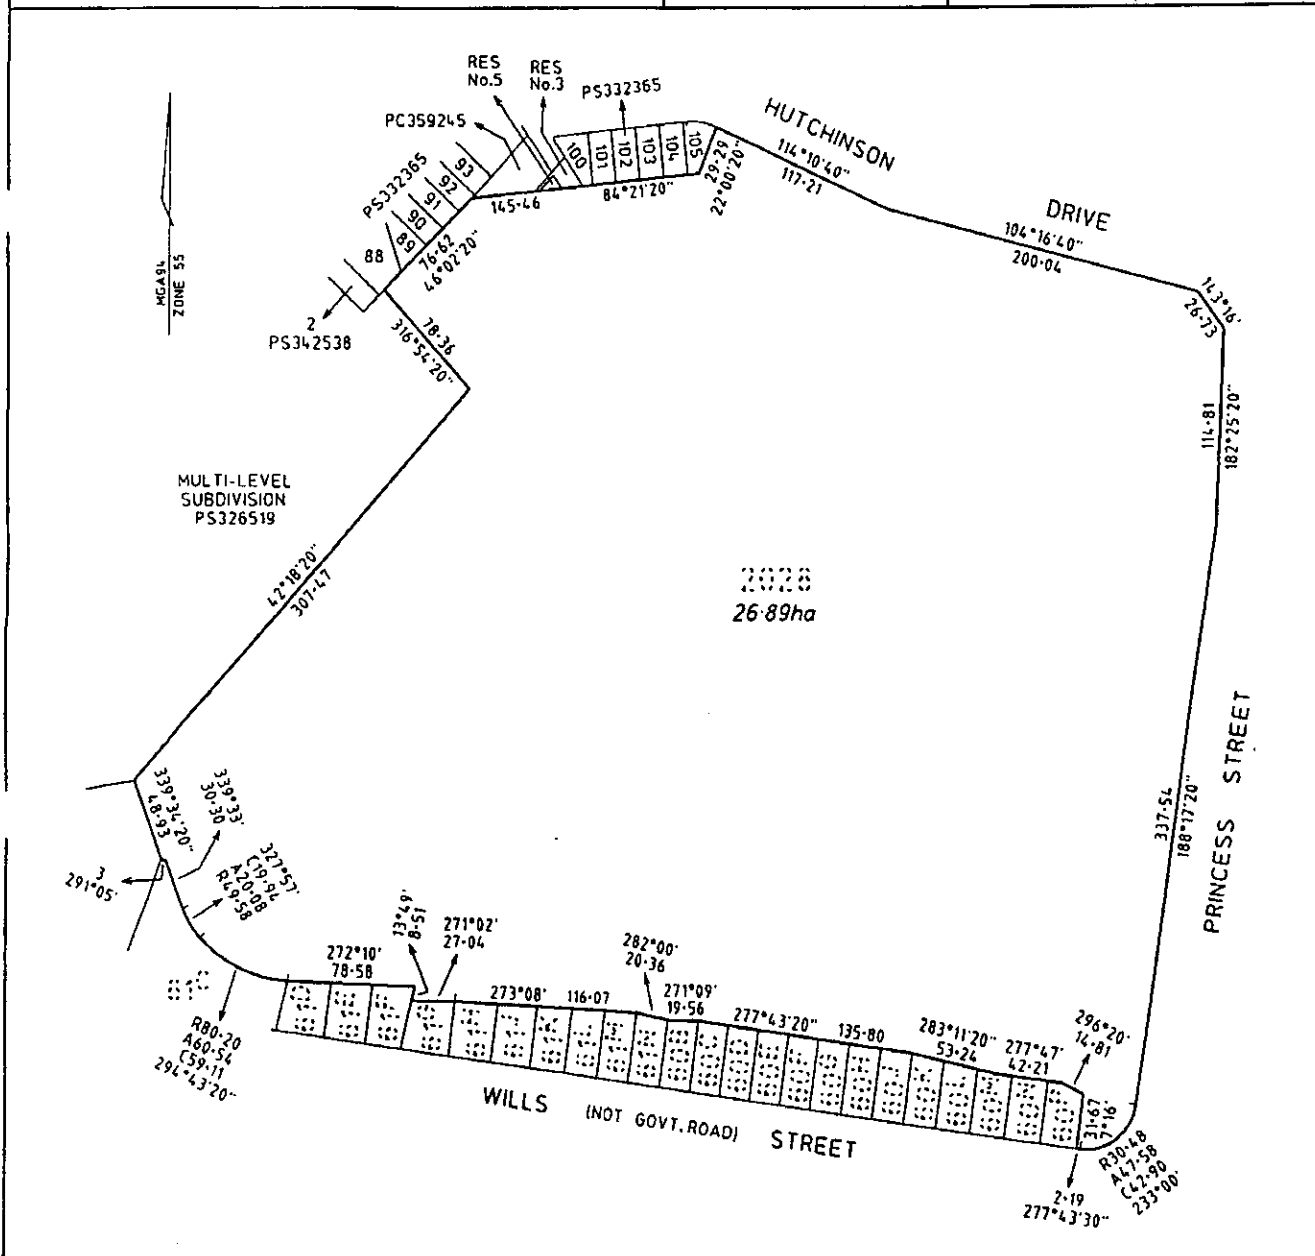 RES
No.5
RES
No.3
PS332365
PC359245
HUTCHINSON
DRIVE
MGA94
ZONE 55
PS332365
93
92
91
90
89
88
100
101
102
103
104
105
145·46
84°21'20"
29·29
22°00'20"
114°10'40"
117·21
104°16'40"
200·04
143°16'
26·73
76·62
46°02'20"
2
PS342538
78·36
316°54'20"
114·81
182°25'20"
MULTI-LEVEL
SUBDIVISION
PS326519
42°18'20"
307·47
2028
26·89ha
337·54
188°17'20"
PRINCESS STREET
339°34'20"
48·93
339°33'
30·30
3
291°05'
327°57'
C19·94
A20·08
R49·58
R80·20
A60·54
C59·11
294°43'20"
272°10'
78·58
13°49'
8·51
271°02'
27·04
273°08' 116·07
282°00'
20·36
271°09'
19·56
277°43'20" 135·80
283°11'20"
53·24
277°47'
42·21
296°20'
14·81
31·67
7°16'
R30·48
A47·58
C42·90
233°00'
2·19
277°43'30"
WILLS (NOT GOVT. ROAD) STREET